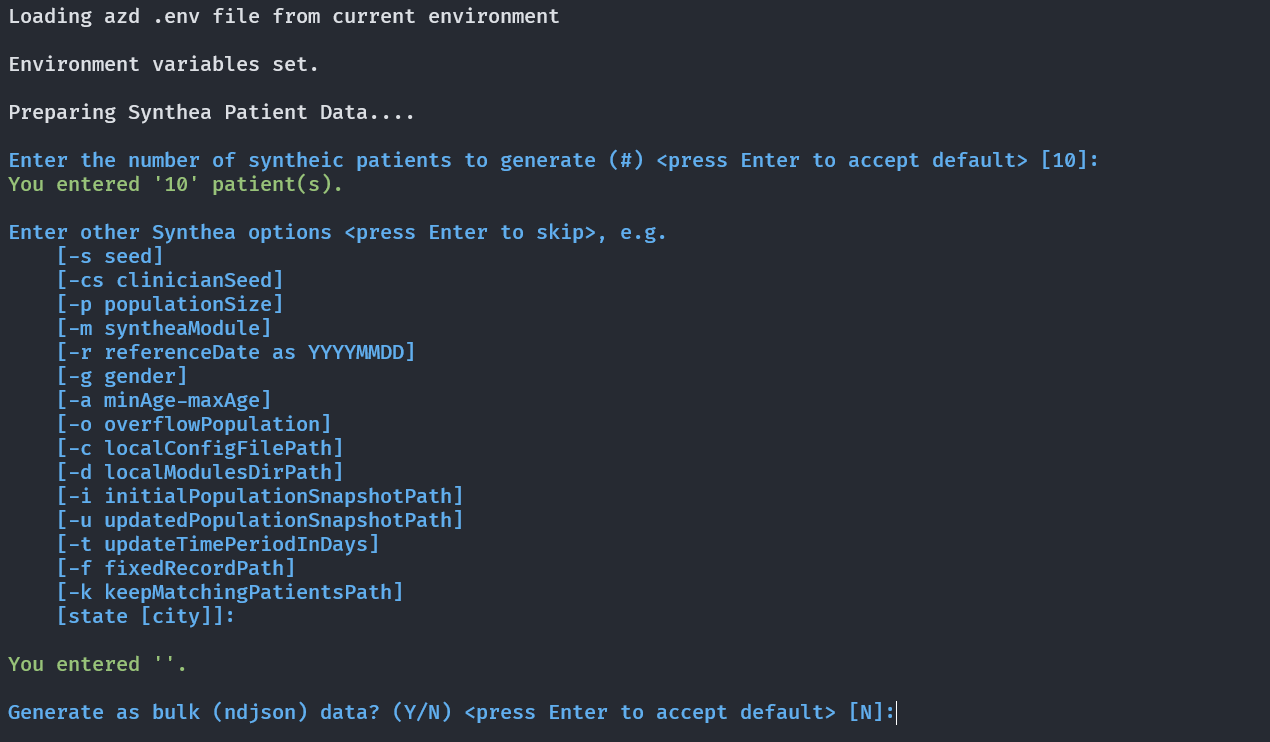 Loading azd .env file from current environment
Environment variables set.
Preparing Synthea Patient Data....
Enter the number of syntheic patients to generate (#) <press Enter to accept default> [10]:
You entered '10' patient(s).
Enter other Synthea options <press Enter to skip>, e.g.
[-s seed]
[-cs clinicianSeed]
[-p populationSize]
[-m syntheaModule]
[-r referenceDate as YYYYMMDD]
[-g gender]
[-a minAge-maxAge]
[-o overflowPopulation]
[-c localConfigFilePath]
[-d localModulesDirPath]
[-i initialPopulationSnapshotPath]
[-u updatedPopulationSnapshotPath]
[-t updateTimePeriodInDays]
[-f fixedRecordPath]
[-k keepMatchingPatientsPath]
[state [city]]:
You entered ''.
Generate as bulk (ndjson) data? (Y/N) <press Enter to accept default> [N]: